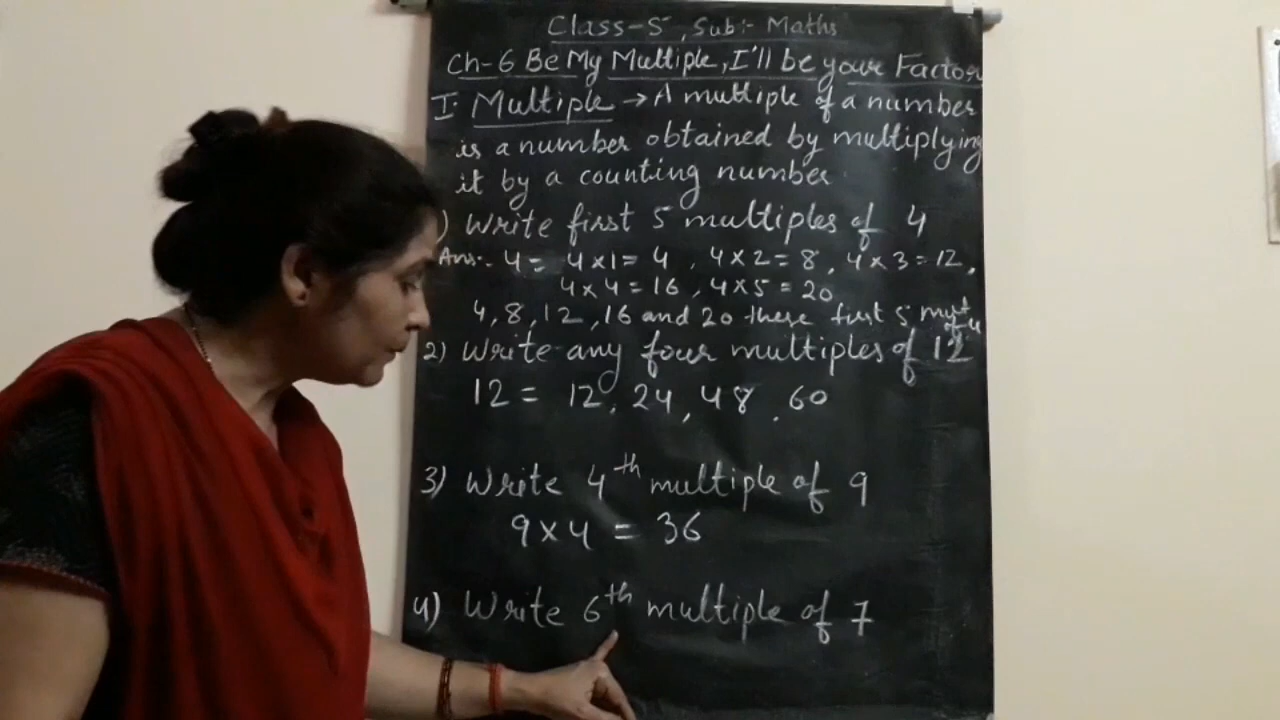 Class-5, Sub:- Maths
Ch-6 Be My Multiple, I'll be your Factor
I. Multiple → A multiple of a number
is a number obtained by multiplying
it by a counting number.
) Write first 5 multiples of 4
Ans:- 4 = 4×1= 4, 4×2=8, 4×3=12,
4×4=16, 4×5=20
4, 8, 12, 16 and 20 these first 5 mult of 4
2) Write any four multiples of 12
12 = 12, 24, 48, 60
3) Write 4th multiple of 9
9×4 = 36
4) Write 6th multiple of 7